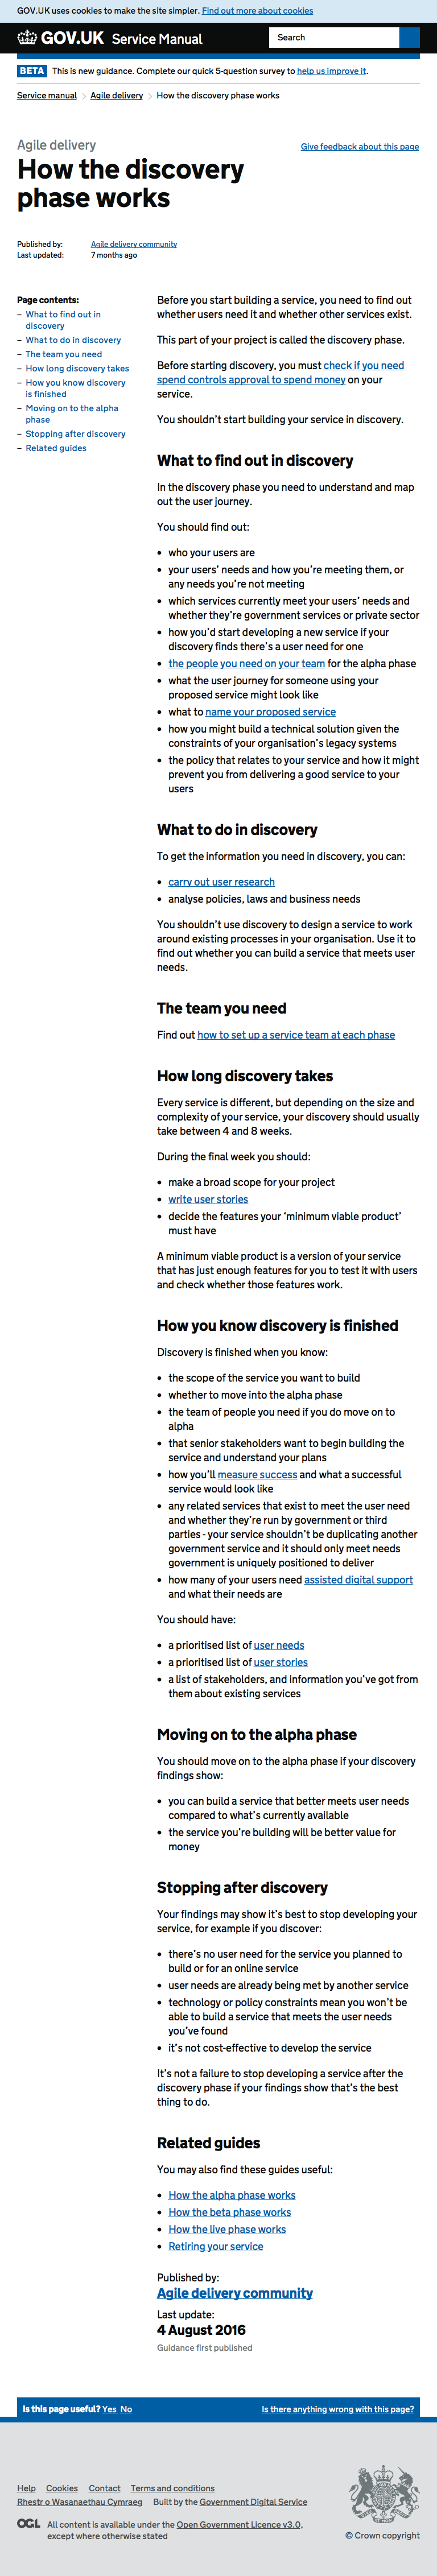 GOV.UK uses cookies to make the site simpler. Find out more about cookies
GOV.UK Service Manual
Search
BETA This is new guidance. Complete our quick 5-question survey to help us improve it.
Service manual > Agile delivery > How the discovery phase works
Agile delivery
Give feedback about this page
How the discovery
phase works
Published by: Agile delivery community
Last updated: 7 months ago
Page contents:
– What to find out in
discovery
– What to do in discovery
– The team you need
– How long discovery takes
– How you know discovery
is finished
– Moving on to the alpha
phase
– Stopping after discovery
– Related guides
Before you start building a service, you need to find out
whether users need it and whether other services exist.
This part of your project is called the discovery phase.
Before starting discovery, you must check if you need
spend controls approval to spend money on your
service.
You shouldn’t start building your service in discovery.
What to find out in discovery
In the discovery phase you need to understand and map
out the user journey.
You should find out:
• who your users are
• your users’ needs and how you’re meeting them, or
any needs you’re not meeting
• which services currently meet your users’ needs and
whether they’re government services or private sector
• how you’d start developing a new service if your
discovery finds there’s a user need for one
• the people you need on your team for the alpha phase
• what the user journey for someone using your
proposed service might look like
• what to name your proposed service
• how you might build a technical solution given the
constraints of your organisation’s legacy systems
• the policy that relates to your service and how it might
prevent you from delivering a good service to your
users
What to do in discovery
To get the information you need in discovery, you can:
• carry out user research
• analyse policies, laws and business needs
You shouldn’t use discovery to design a service to work
around existing processes in your organisation. Use it to
find out whether you can build a service that meets user
needs.
The team you need
Find out how to set up a service team at each phase
How long discovery takes
Every service is different, but depending on the size and
complexity of your service, your discovery should usually
take between 4 and 8 weeks.
During the final week you should:
• make a broad scope for your project
• write user stories
• decide the features your ‘minimum viable product’
must have
A minimum viable product is a version of your service
that has just enough features for you to test it with users
and check whether those features work.
How you know discovery is finished
Discovery is finished when you know:
• the scope of the service you want to build
• whether to move into the alpha phase
• the team of people you need if you do move on to
alpha
• that senior stakeholders want to begin building the
service and understand your plans
• how you’ll measure success and what a successful
service would look like
• any related services that exist to meet the user need
and whether they’re run by government or third
parties - your service shouldn’t be duplicating another
government service and it should only meet needs
government is uniquely positioned to deliver
• how many of your users need assisted digital support
and what their needs are
You should have:
• a prioritised list of user needs
• a prioritised list of user stories
• a list of stakeholders, and information you’ve got from
them about existing services
Moving on to the alpha phase
You should move on to the alpha phase if your discovery
findings show:
• you can build a service that better meets user needs
compared to what’s currently available
• the service you’re building will be better value for
money
Stopping after discovery
Your findings may show it’s best to stop developing your
service, for example if you discover:
• there’s no user need for the service you planned to
build or for an online service
• user needs are already being met by another service
• technology or policy constraints mean you won’t be
able to build a service that meets the user needs
you’ve found
• it’s not cost-effective to develop the service
It’s not a failure to stop developing a service after the
discovery phase if your findings show that’s the best
thing to do.
Related guides
You may also find these guides useful:
• How the alpha phase works
• How the beta phase works
• How the live phase works
• Retiring your service
Published by:
Agile delivery community
Last update:
4 August 2016
Guidance first published
Is this page useful? Yes No
Is there anything wrong with this page?
Help Cookies Contact Terms and conditions
Rhestr o Wasanaethau Cymraeg Built by the Government Digital Service
OGL All content is available under the Open Government Licence v3.0,
except where otherwise stated
© Crown copyright